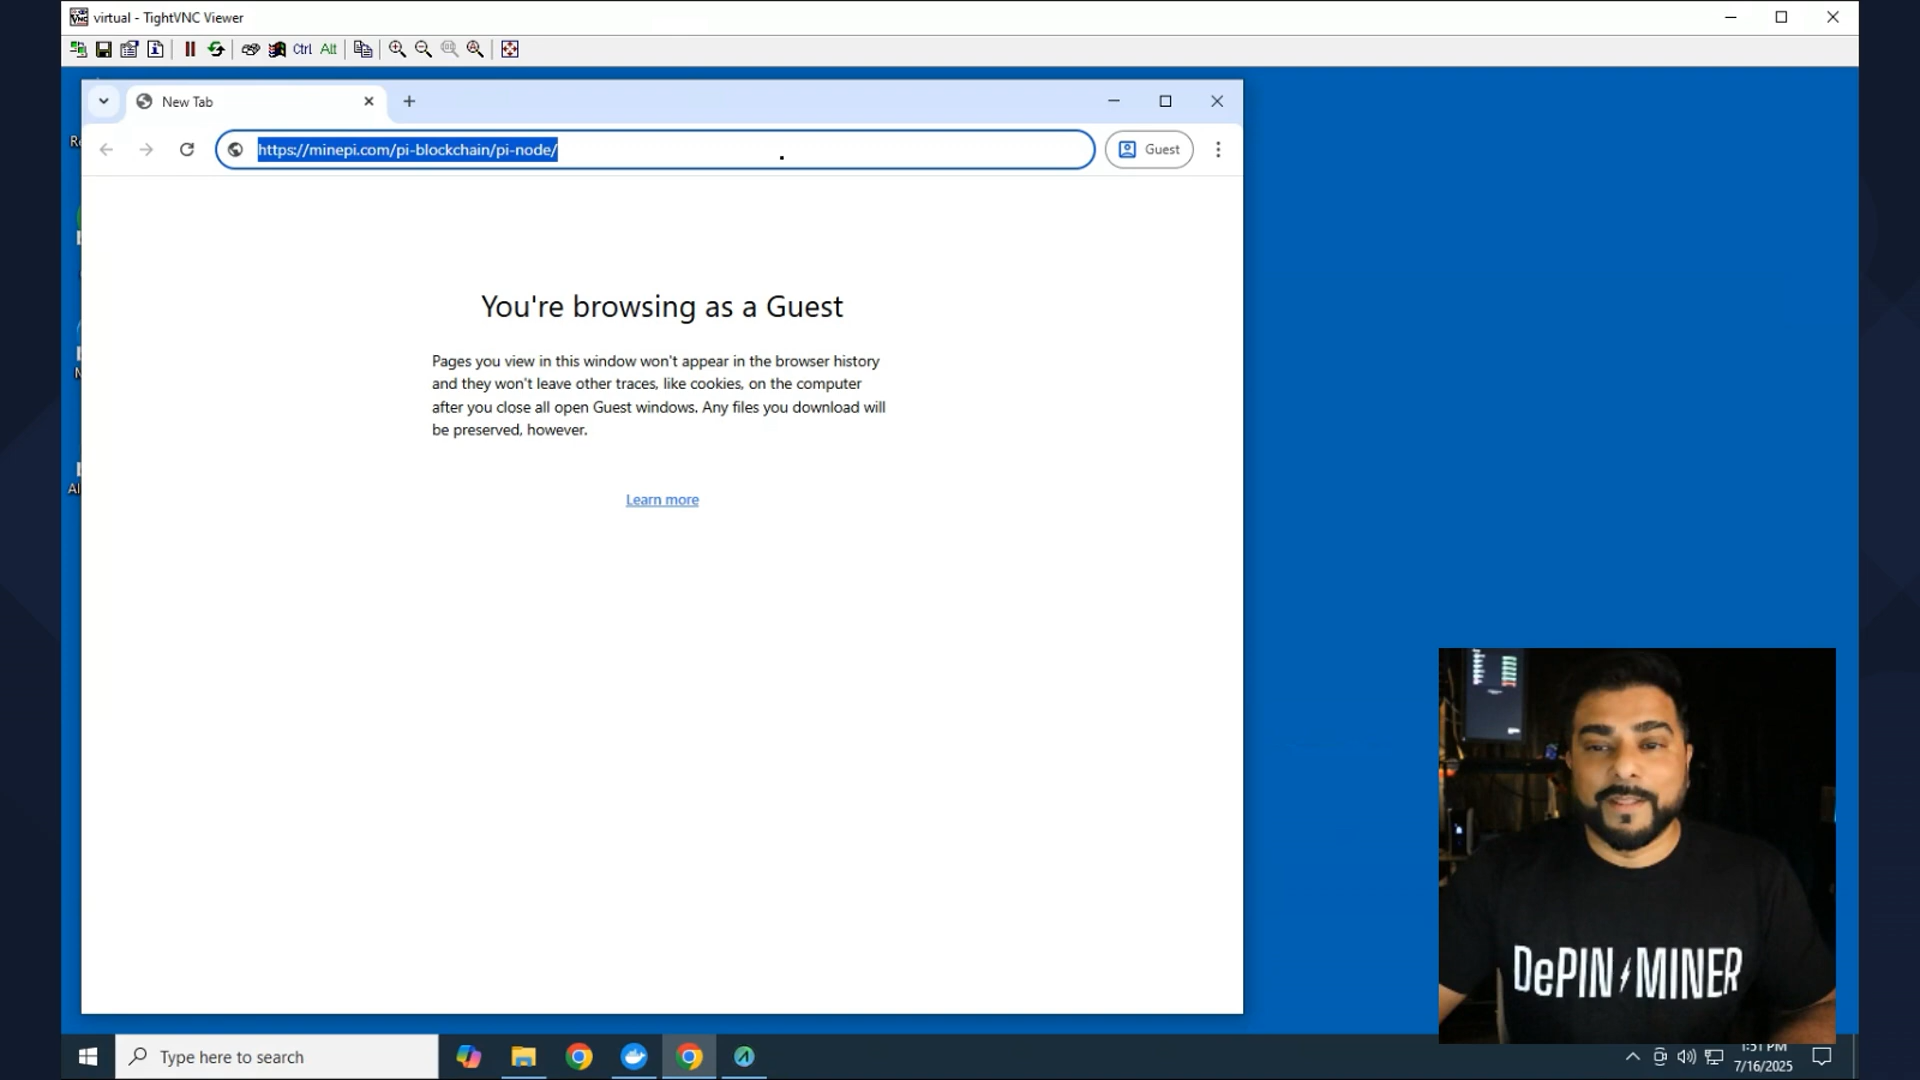 virtual - TightVNC Viewer
Ctrl Alt
New Tab
https://minepi.com/pi-blockchain/pi-node/
Guest
You're browsing as a Guest
Pages you view in this window won't appear in the browser history
and they won't leave other traces, like cookies, on the computer
after you close all open Guest windows. Any files you download will
be preserved, however.
Learn more
DePIN MINER
Type here to search
1:51 PM
7/16/2025